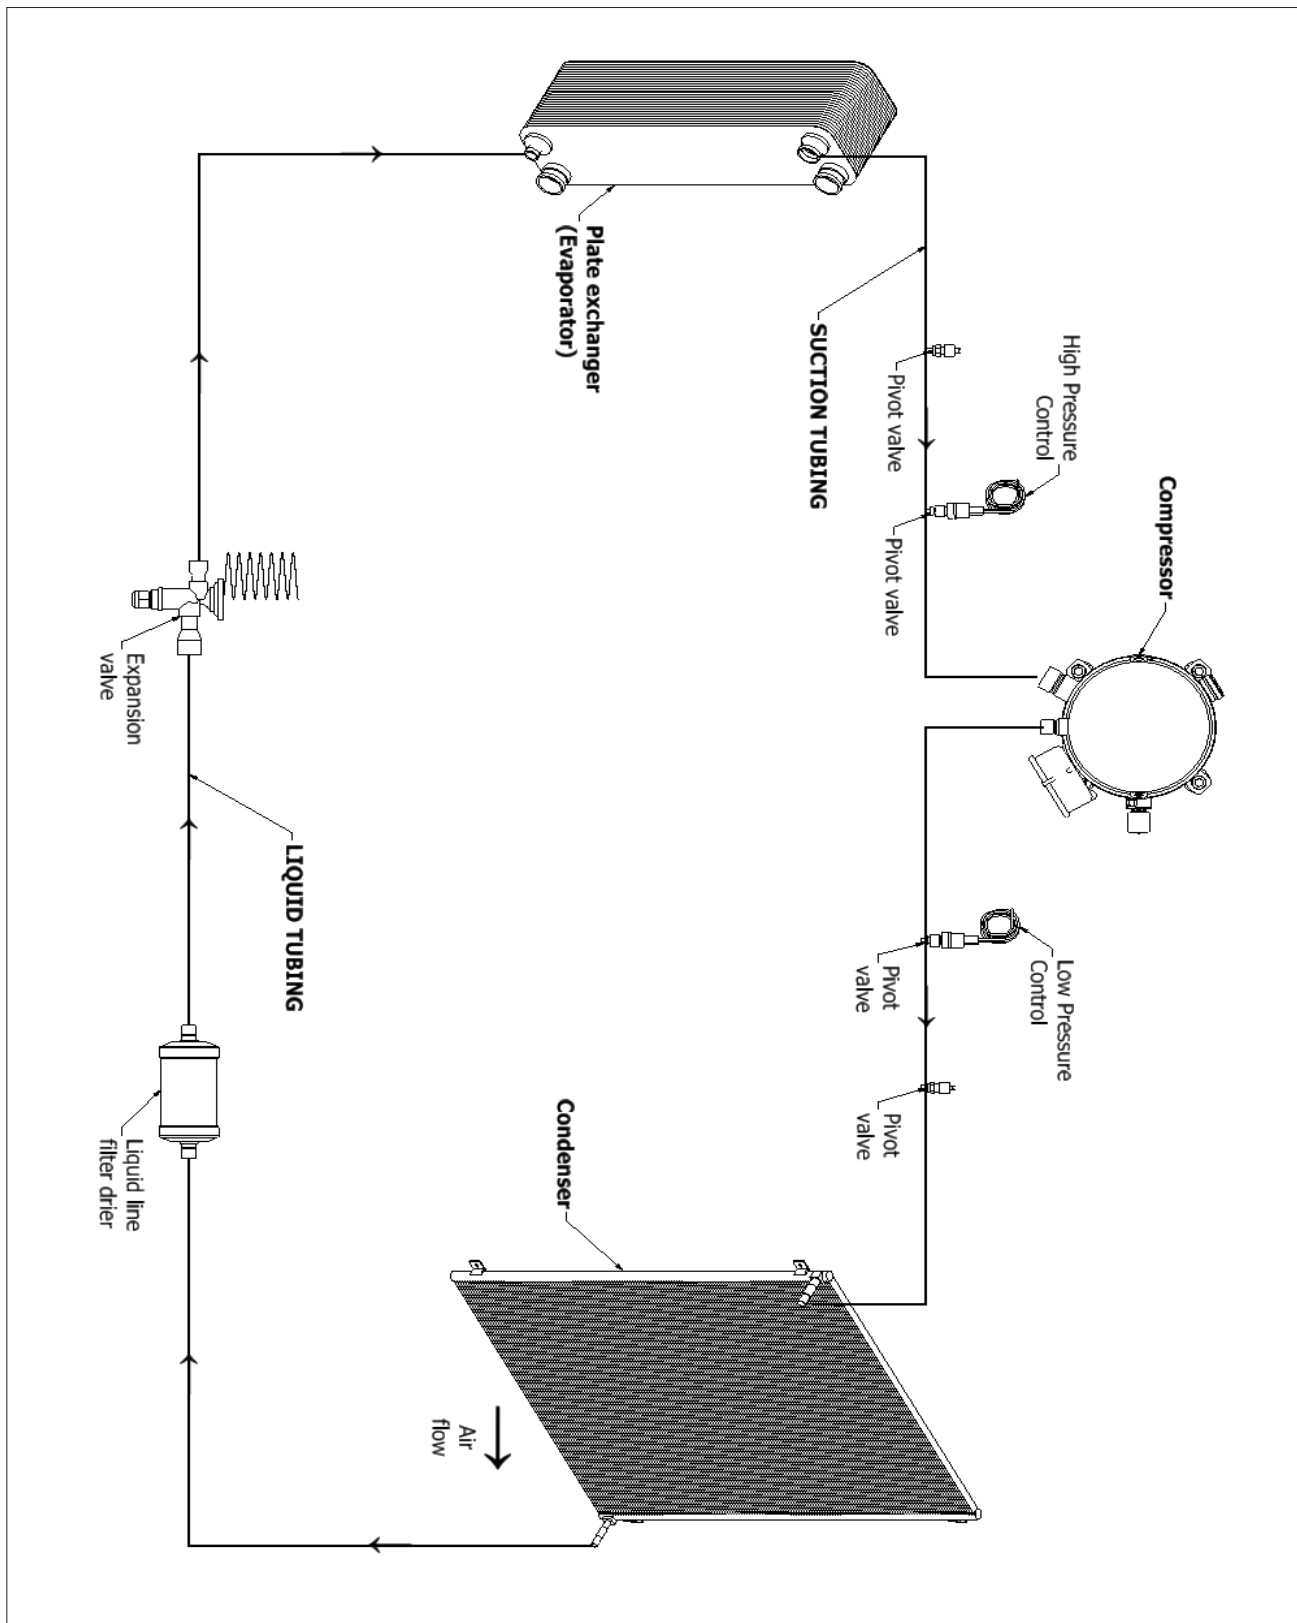 Compressor
High Pressure
Control
Low Pressure
Control
Pivot valve
Pivot valve
Pivot
valve
Pivot
valve
SUCTION TUBING
Plate exchanger
(Evaporator)
Condenser
Air
flow
LIQUID TUBING
Expansion
valve
Liquid line
filter drier